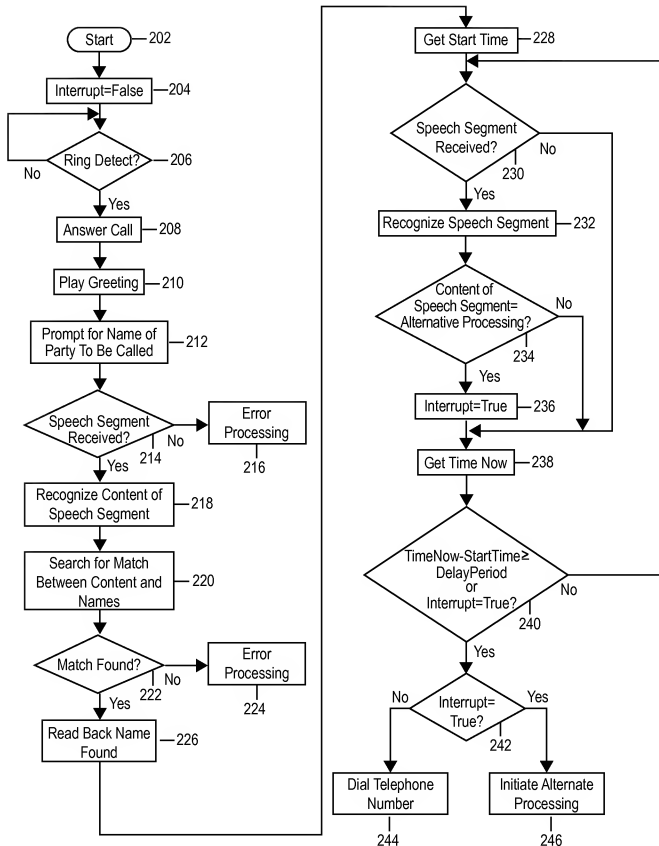 Start
202
Interrupt=False
204
Ring Detect?
206
No
Yes
Answer Call
208
Play Greeting
210
Prompt for Name of
Party To Be Called
212
Speech Segment
Received?
214
No
Yes
Error
Processing
216
Recognize Content of
Speech Segment
218
Search for Match
Between Content and
Names
220
Match Found?
222
No
Yes
Error
Processing
224
Read Back Name
Found
226
Get Start Time
228
Speech Segment
Received?
230
No
Yes
Recognize Speech Segment
232
Content of
Speech Segment=
Alternative Processing?
234
No
Yes
Interrupt=True
236
Get Time Now
238
TimeNow-StartTime≥
DelayPeriod
or
Interrupt=True?
240
No
Yes
Interrupt=
True?
242
No
Yes
Dial Telephone
Number
244
Initiate Alternate
Processing
246